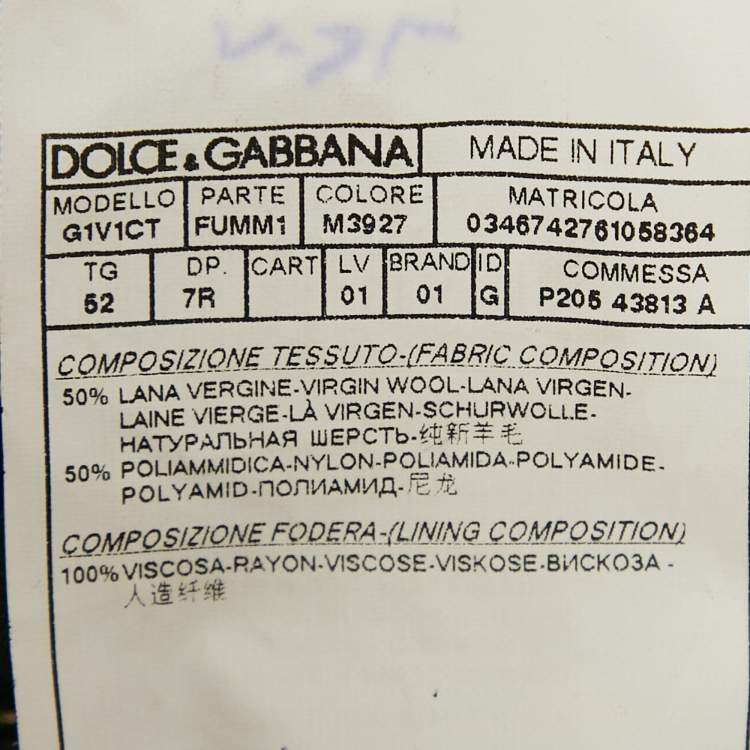 DOLCE & GABBANA MADE IN ITALY
MODELLO PARTE COLORE MATRICOLA
G1V1CT FUMM1 M3927 0346742761058364
TG DP. CART LV BRAND ID COMMESSA
52 7R 01 01 G P205 43813 A
COMPOSIZIONE TESSUTO-(FABRIC COMPOSITION)
50% LANA VERGINE-VIRGIN WOOL-LANA VIRGEN-
LAINE VIERGE-LÀ VIRGEN-SCHURWOLLE-
НАТУРАЛЬНАЯ ШЕРСТЬ-纯新羊毛
50% POLIAMMIDICA-NYLON-POLIAMIDA-POLYAMIDE-
POLYAMID-ПОЛИАМИД-尼龙
COMPOSIZIONE FODERA-(LINING COMPOSITION)
100% VISCOSA-RAYON-VISCOSE-VISKOSE-ВИСКОЗА -
人造纤维